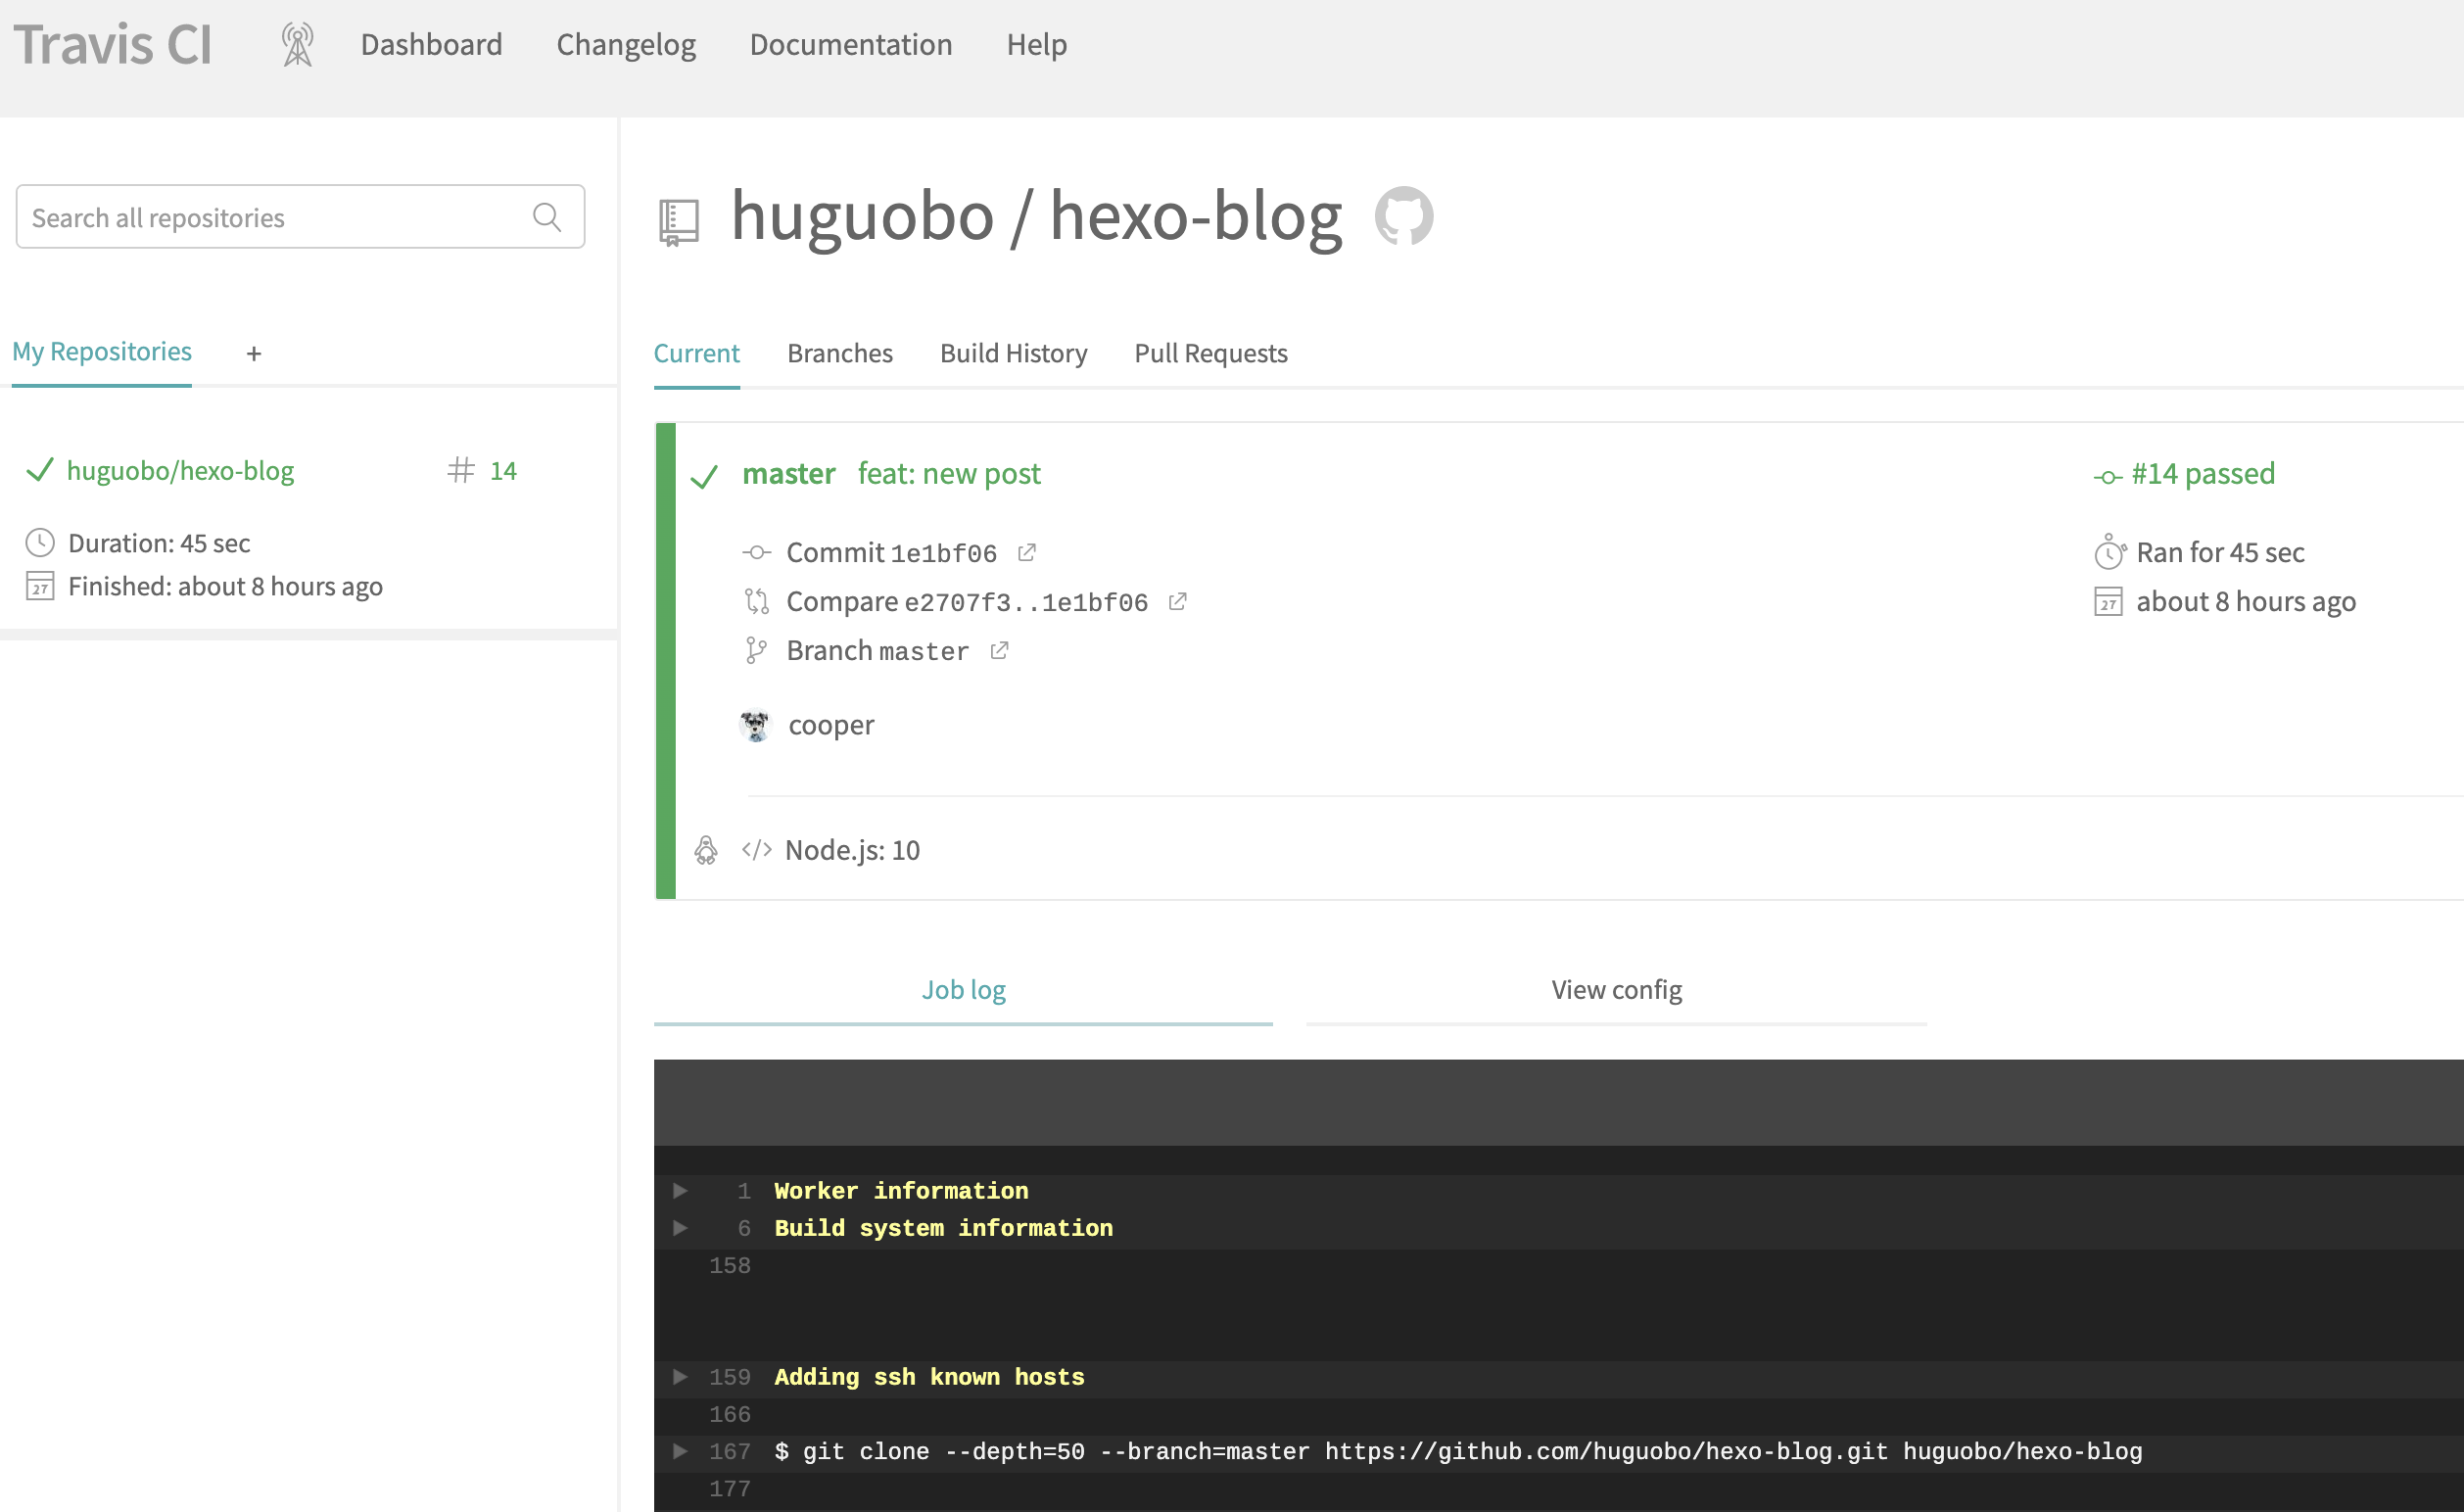 Travis CI Dashboard Changelog Documentation Help
Search all repositories
My Repositories +
huguobo/hexo-blog # 14
Duration: 45 sec
27 Finished: about 8 hours ago
huguobo / hexo-blog
Current Branches Build History Pull Requests
master feat: new post
Commit 1e1bf06
Compare e2707f3..1e1bf06
Branch master
cooper
#14 passed
Ran for 45 sec
27 about 8 hours ago
</> Node.js: 10
Job log View config
1 Worker information
6 Build system information
158
159 Adding ssh known hosts
166
167 $ git clone --depth=50 --branch=master https://github.com/huguobo/hexo-blog.git huguobo/hexo-blog
177